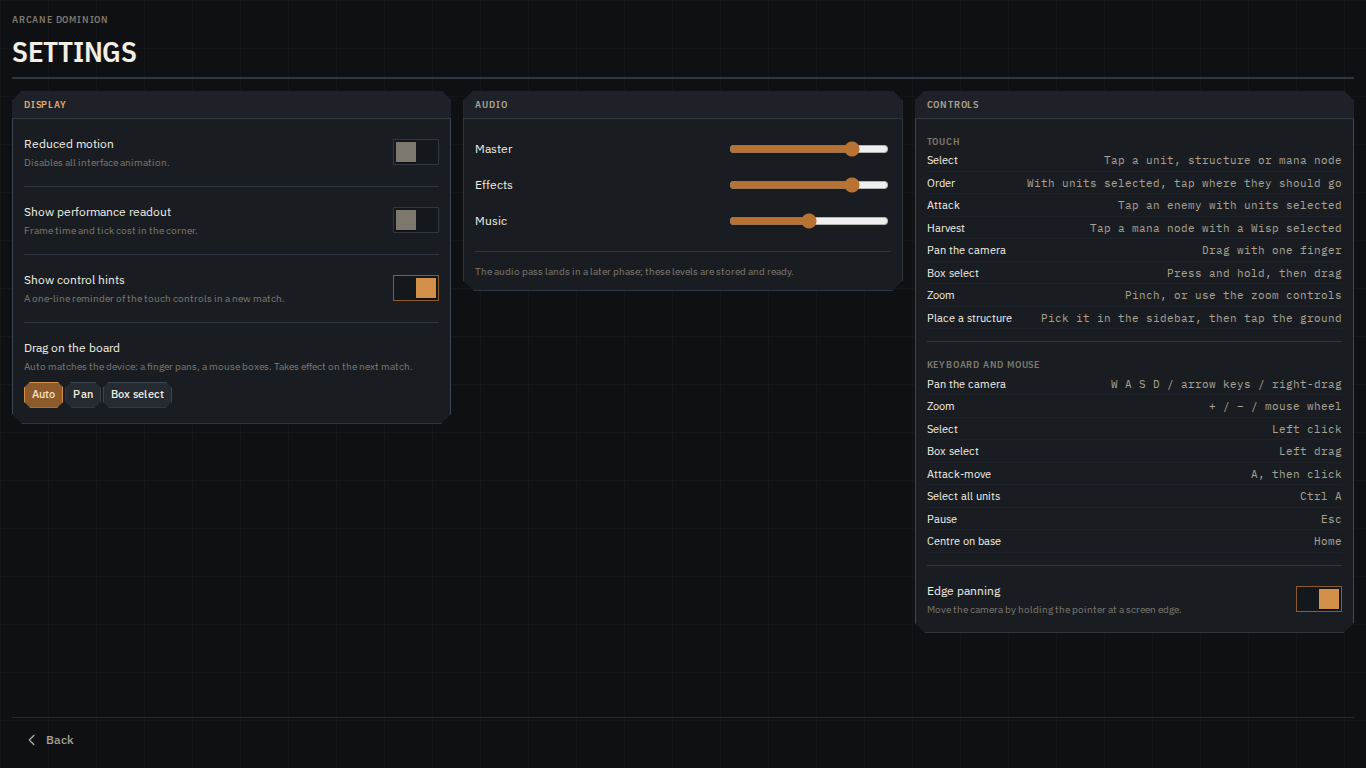 ARCANE DOMINION
SETTINGS
DISPLAY
Reduced motion
Disables all interface animation.
Show performance readout
Frame time and tick cost in the corner.
Show control hints
A one-line reminder of the touch controls in a new match.
Drag on the board
Auto matches the device: a finger pans, a mouse boxes. Takes effect on the next match.
Auto Pan Box select
AUDIO
Master
Effects
Music
The audio pass lands in a later phase; these levels are stored and ready.
CONTROLS
TOUCH
Select Tap a unit, structure or mana node
Order With units selected, tap where they should go
Attack Tap an enemy with units selected
Harvest Tap a mana node with a Wisp selected
Pan the camera Drag with one finger
Box select Press and hold, then drag
Zoom Pinch, or use the zoom controls
Place a structure Pick it in the sidebar, then tap the ground
KEYBOARD AND MOUSE
Pan the camera W A S D / arrow keys / right-drag
Zoom + / − / mouse wheel
Select Left click
Box select Left drag
Attack-move A, then click
Select all units Ctrl A
Pause Esc
Centre on base Home
Edge panning
Move the camera by holding the pointer at a screen edge.
Back